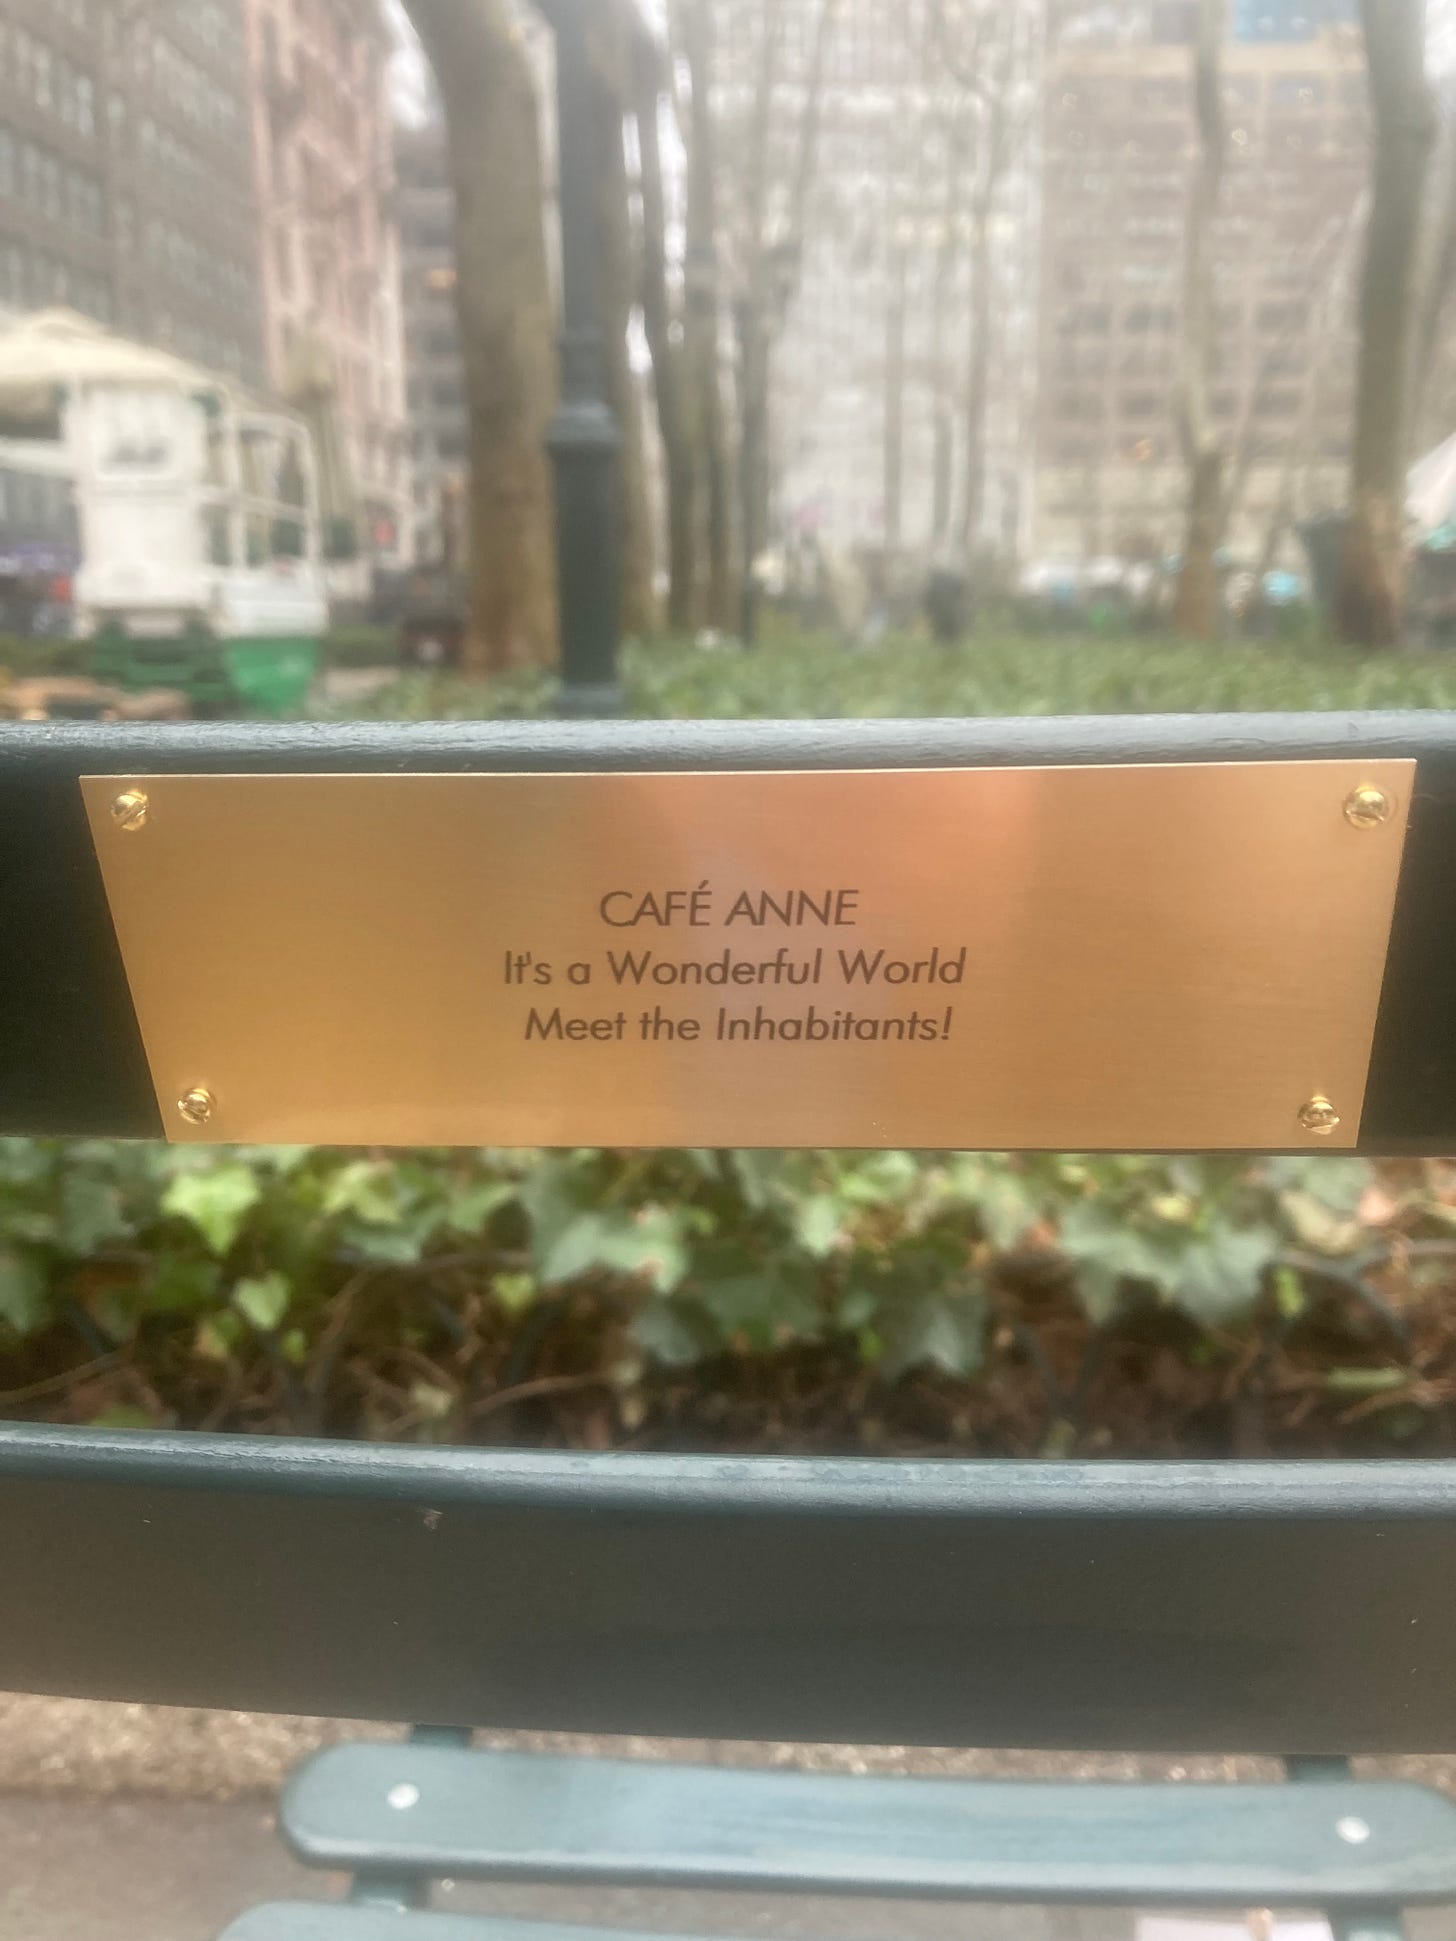 CAFÉ ANNE
It's a Wonderful World
Meet the Inhabitants!